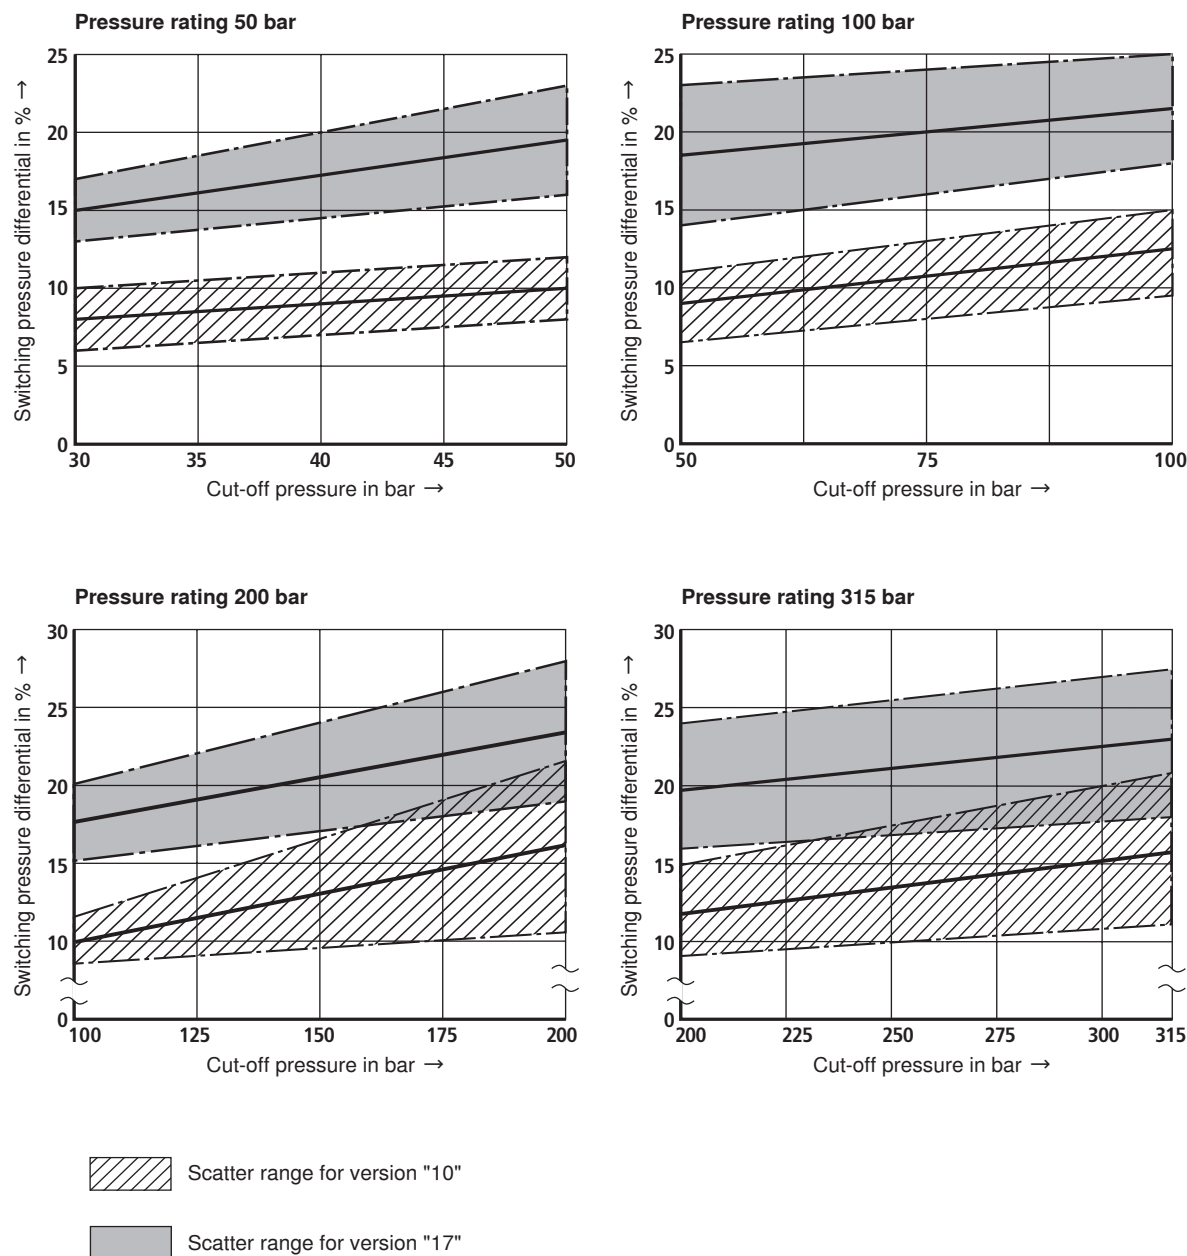 Pressure rating 50 bar
Switching pressure differential in % →
25
20
15
10
5
0
30 35 40 45 50
Cut-off pressure in bar →
Pressure rating 100 bar
Switching pressure differential in % →
25
20
15
10
5
0
50 75 100
Cut-off pressure in bar →
Pressure rating 200 bar
Switching pressure differential in % →
30
25
20
15
10
0
100 125 150 175 200
Cut-off pressure in bar →
Pressure rating 315 bar
Switching pressure differential in % →
30
25
20
15
10
0
200 225 250 275 300 315
Cut-off pressure in bar →
Scatter range for version "10"
Scatter range for version "17"